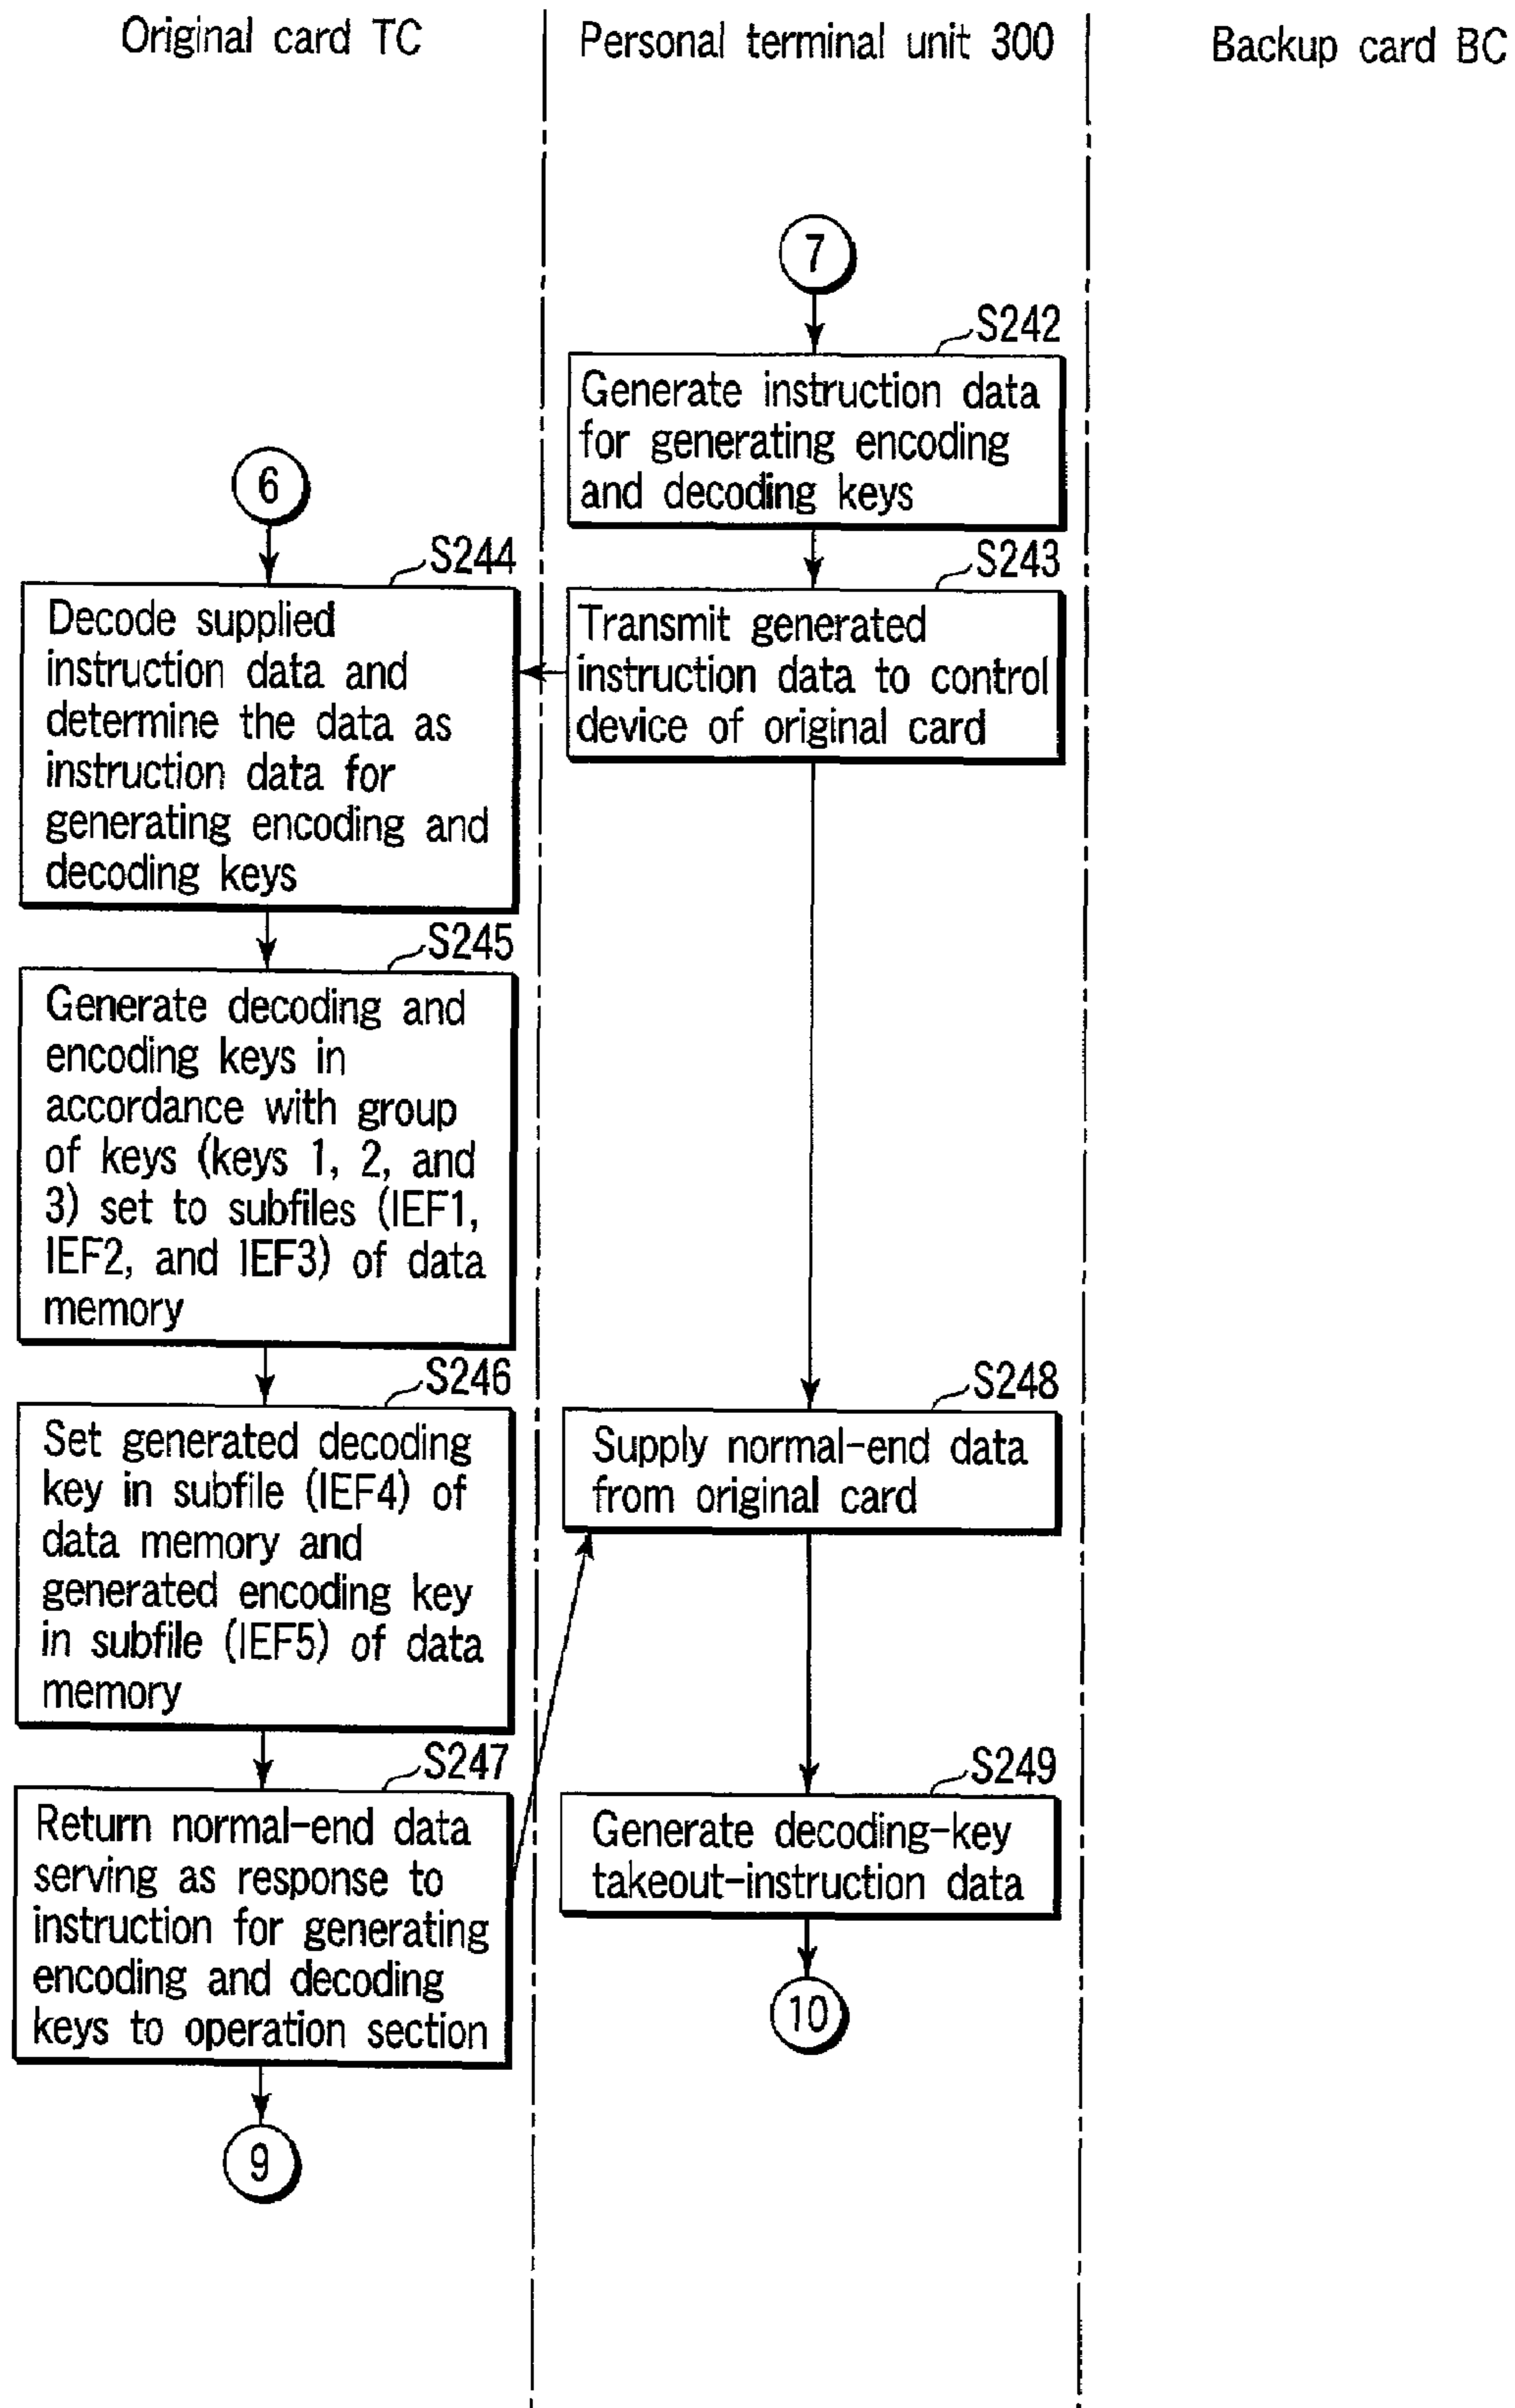 Original card TC
Personal terminal unit 300
Backup card BC
7
S242
Generate instruction data
for generating encoding
and decoding keys
6
S244
Decode supplied
instruction data and
determine the data as
instruction data for
generating encoding and
decoding keys
S243
Transmit generated
instruction data to control
device of original card
S245
Generate decoding and
encoding keys in
accordance with group
of keys (keys 1, 2, and
3) set to subfiles (IEF1,
IEF2, and IEF3) of data
memory
S246
Set generated decoding
key in subfile (IEF4) of
data memory and
generated encoding key
in subfile (IEF5) of data
memory
S248
Supply normal-end data
from original card
S247
Return normal-end data
serving as response to
instruction for generating
encoding and decoding
keys to operation section
S249
Generate decoding-key
takeout-instruction data
10
9